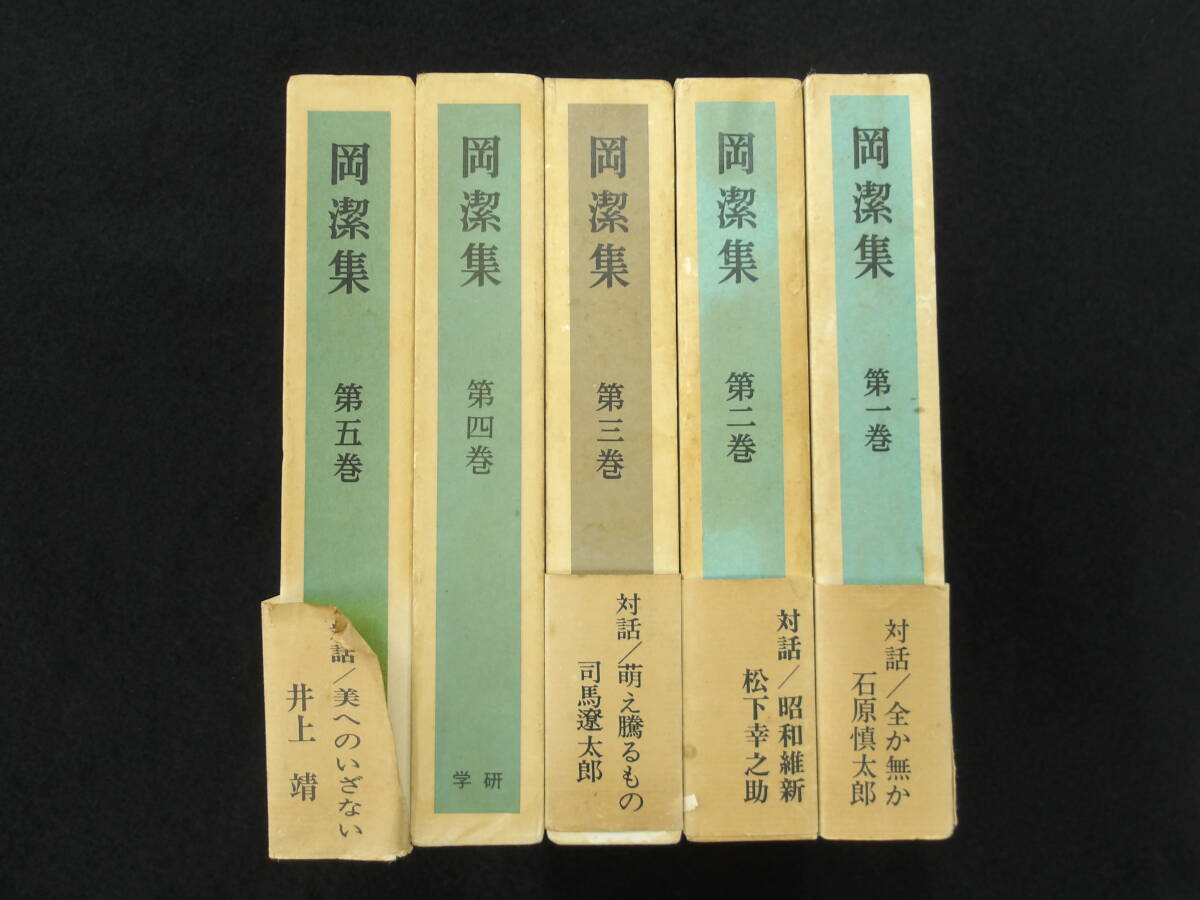 岡潔集
第一巻
対話/全か無か
石原慎太郎
岡潔集
第二巻
対話/昭和維新
松下幸之助
岡潔集
第三巻
対話/萌え騰るもの
司馬遼太郎
岡潔集
第四巻
学研
岡潔集
第五巻
対話/美へのいざない
井上靖